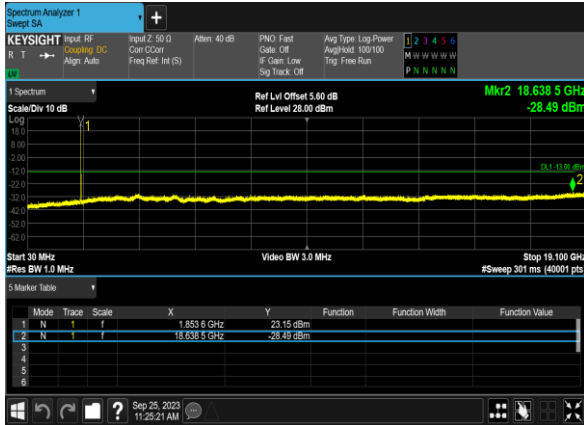 Spectrum Analyzer 1
Swept SA
+
KEYSIGHT Input: RF Input Z: 50 Ω Atten: 40 dB PNO: Fast Avg Type: Log-Power 1 2 3 4 5 6
R T Coupling: DC Corr CCorr Gate: Off Avg|Hold: 100/100 M W W W W W
Align: Auto Freq Ref: Int (S) IF Gain: Low Trig: Free Run
Sig Track: Off P N N N N N
1 Spectrum
Scale/Div 10 dB Ref Lvl Offset 5.60 dB Mkr2 18.638 5 GHz
Ref Level 28.00 dBm -28.49 dBm
Log
18.0
8.00
-2.00
-12.0
-22.0
-32.0
-42.0
-52.0
-62.0
1
DL1 -13.00 dBm
2
Start 30 MHz Video BW 3.0 MHz Stop 19.100 GHz
#Res BW 1.0 MHz #Sweep 301 ms (40001 pts
5 Marker Table
Mode Trace Scale X Y Function Function Width Function Value
1 N 1 f 1.853 6 GHz 23.15 dBm
2 N 1 f 18.638 5 GHz -28.49 dBm
3
4
5
6
? Sep 25, 2023
11:25:21 AM